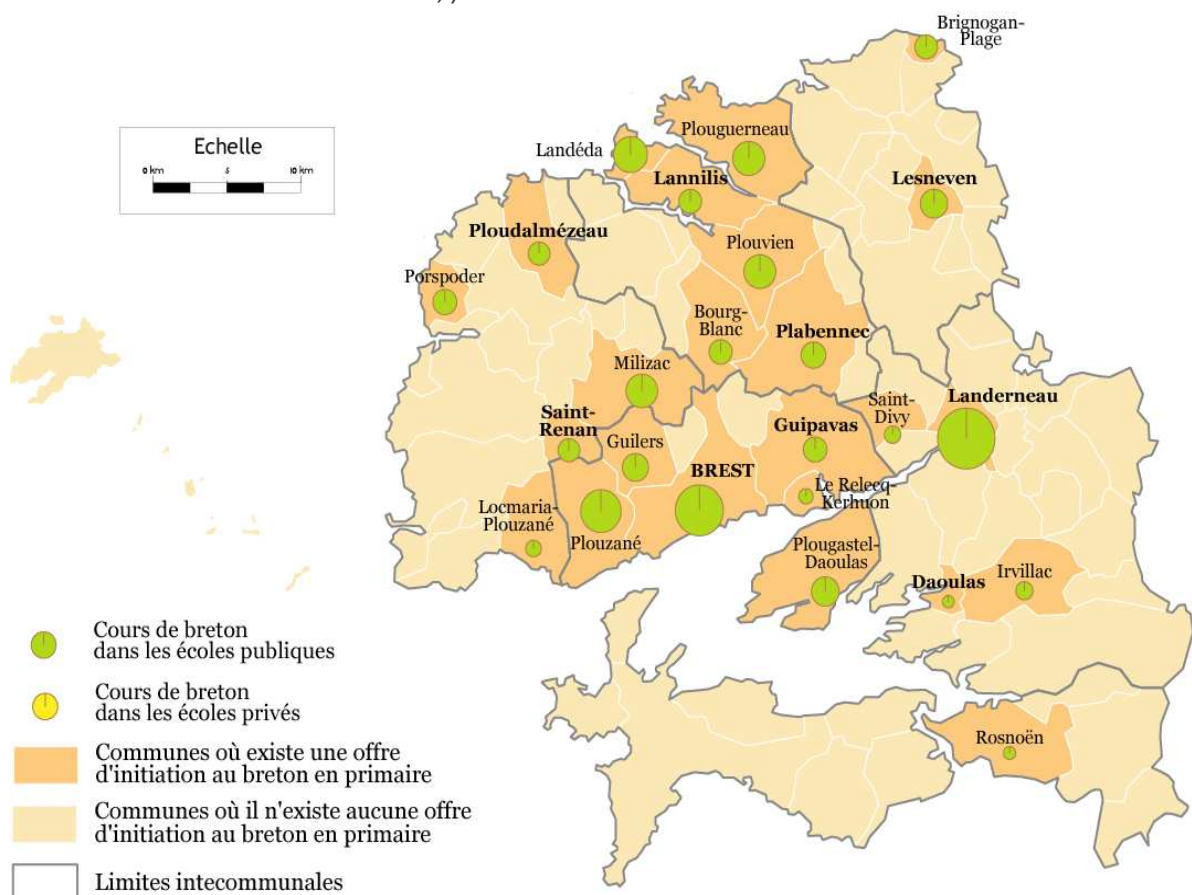 Brignogan-
Plage
Echelle
0 km
5
10 km
Plouguerneau
Landéda
Lannilis
Lesneven
Ploudalmézeau
Plouvien
Porspoder
Bourg-
Blanc
Plabennec
Milizac
Saint-
Divy
Landerneau
Saint-
Renan
Guilers
Guipavas
BREST
Le Relecq-
Kerhuon
Locmaria-
Plouzané
Plouzané
Plougastel-
Daoulas
Daoulas
Irvillac
Rosnoën
Cours de breton
dans les écoles publiques
Cours de breton
dans les écoles privés
Communes où existe une offre
d'initiation au breton en primaire
Communes où il n'existe aucune offre
d'initiation au breton en primaire
Limites intecommunales